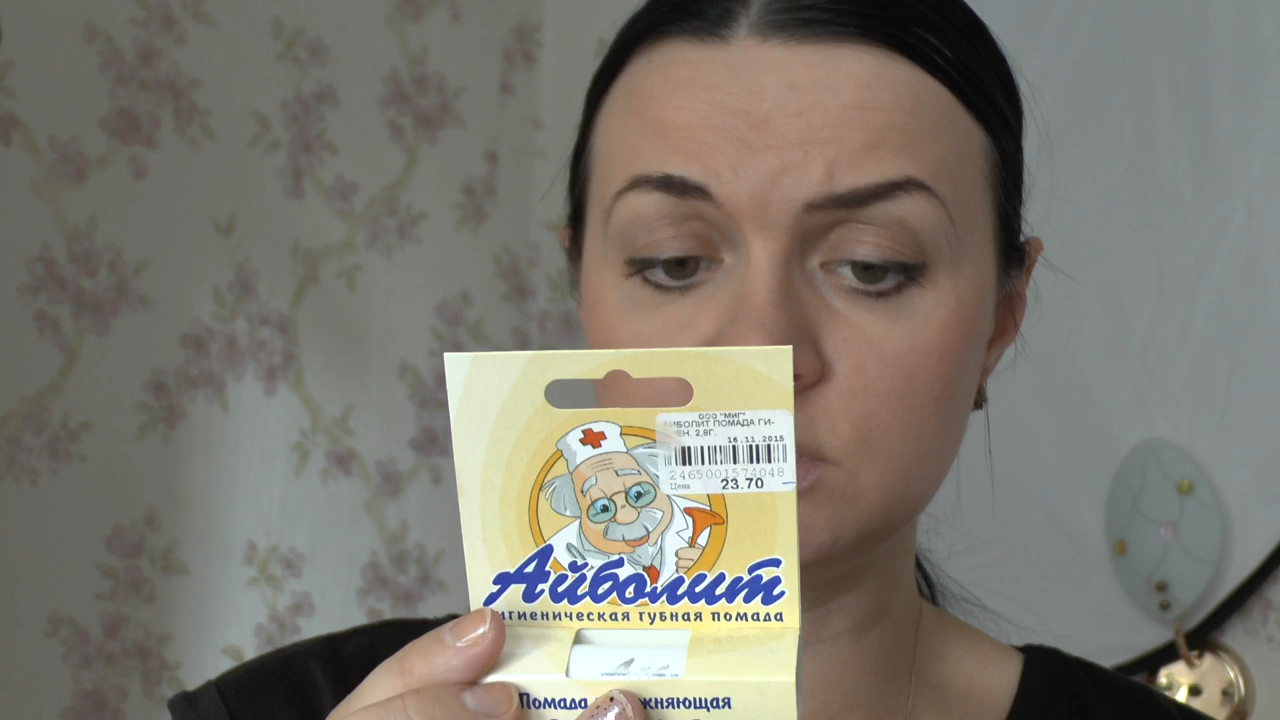 ООО "МИГ"
АЙБОЛИТ ПОМАДА ГИ-
ЕН. 2,8Г.
16.11.2015
2465001574048
Цена 23.70
Айболит
гигиеническая губная помада
Помада